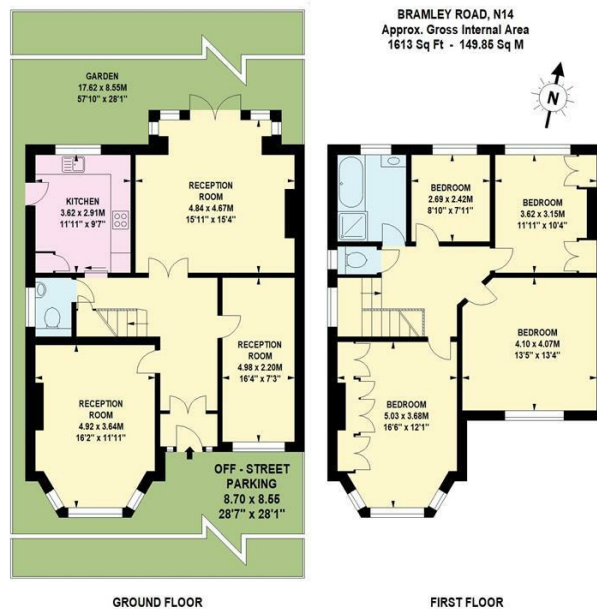 BRAMLEY ROAD, N14
Approx. Gross Internal Area
1613 Sq Ft - 149.85 Sq M
N
GARDEN
17.62 x 8.55M
57'10" x 28'1"
KITCHEN
3.62 x 2.91M
11'11" x 9'7"
RECEPTION
ROOM
4.84 x 4.67M
15'11" x 15'4"
RECEPTION
ROOM
4.98 x 2.20M
16'4" x 7'3"
RECEPTION
ROOM
4.92 x 3.64M
16'2" x 11'11"
OFF - STREET
PARKING
8.70 x 8.55
28'7" x 28'1"
GROUND FLOOR
BEDROOM
2.69 x 2.42M
8'10" x 7'11"
BEDROOM
3.62 x 3.15M
11'11" x 10'4"
BEDROOM
4.10 x 4.07M
13'5" x 13'4"
BEDROOM
5.03 x 3.68M
16'6" x 12'1"
FIRST FLOOR